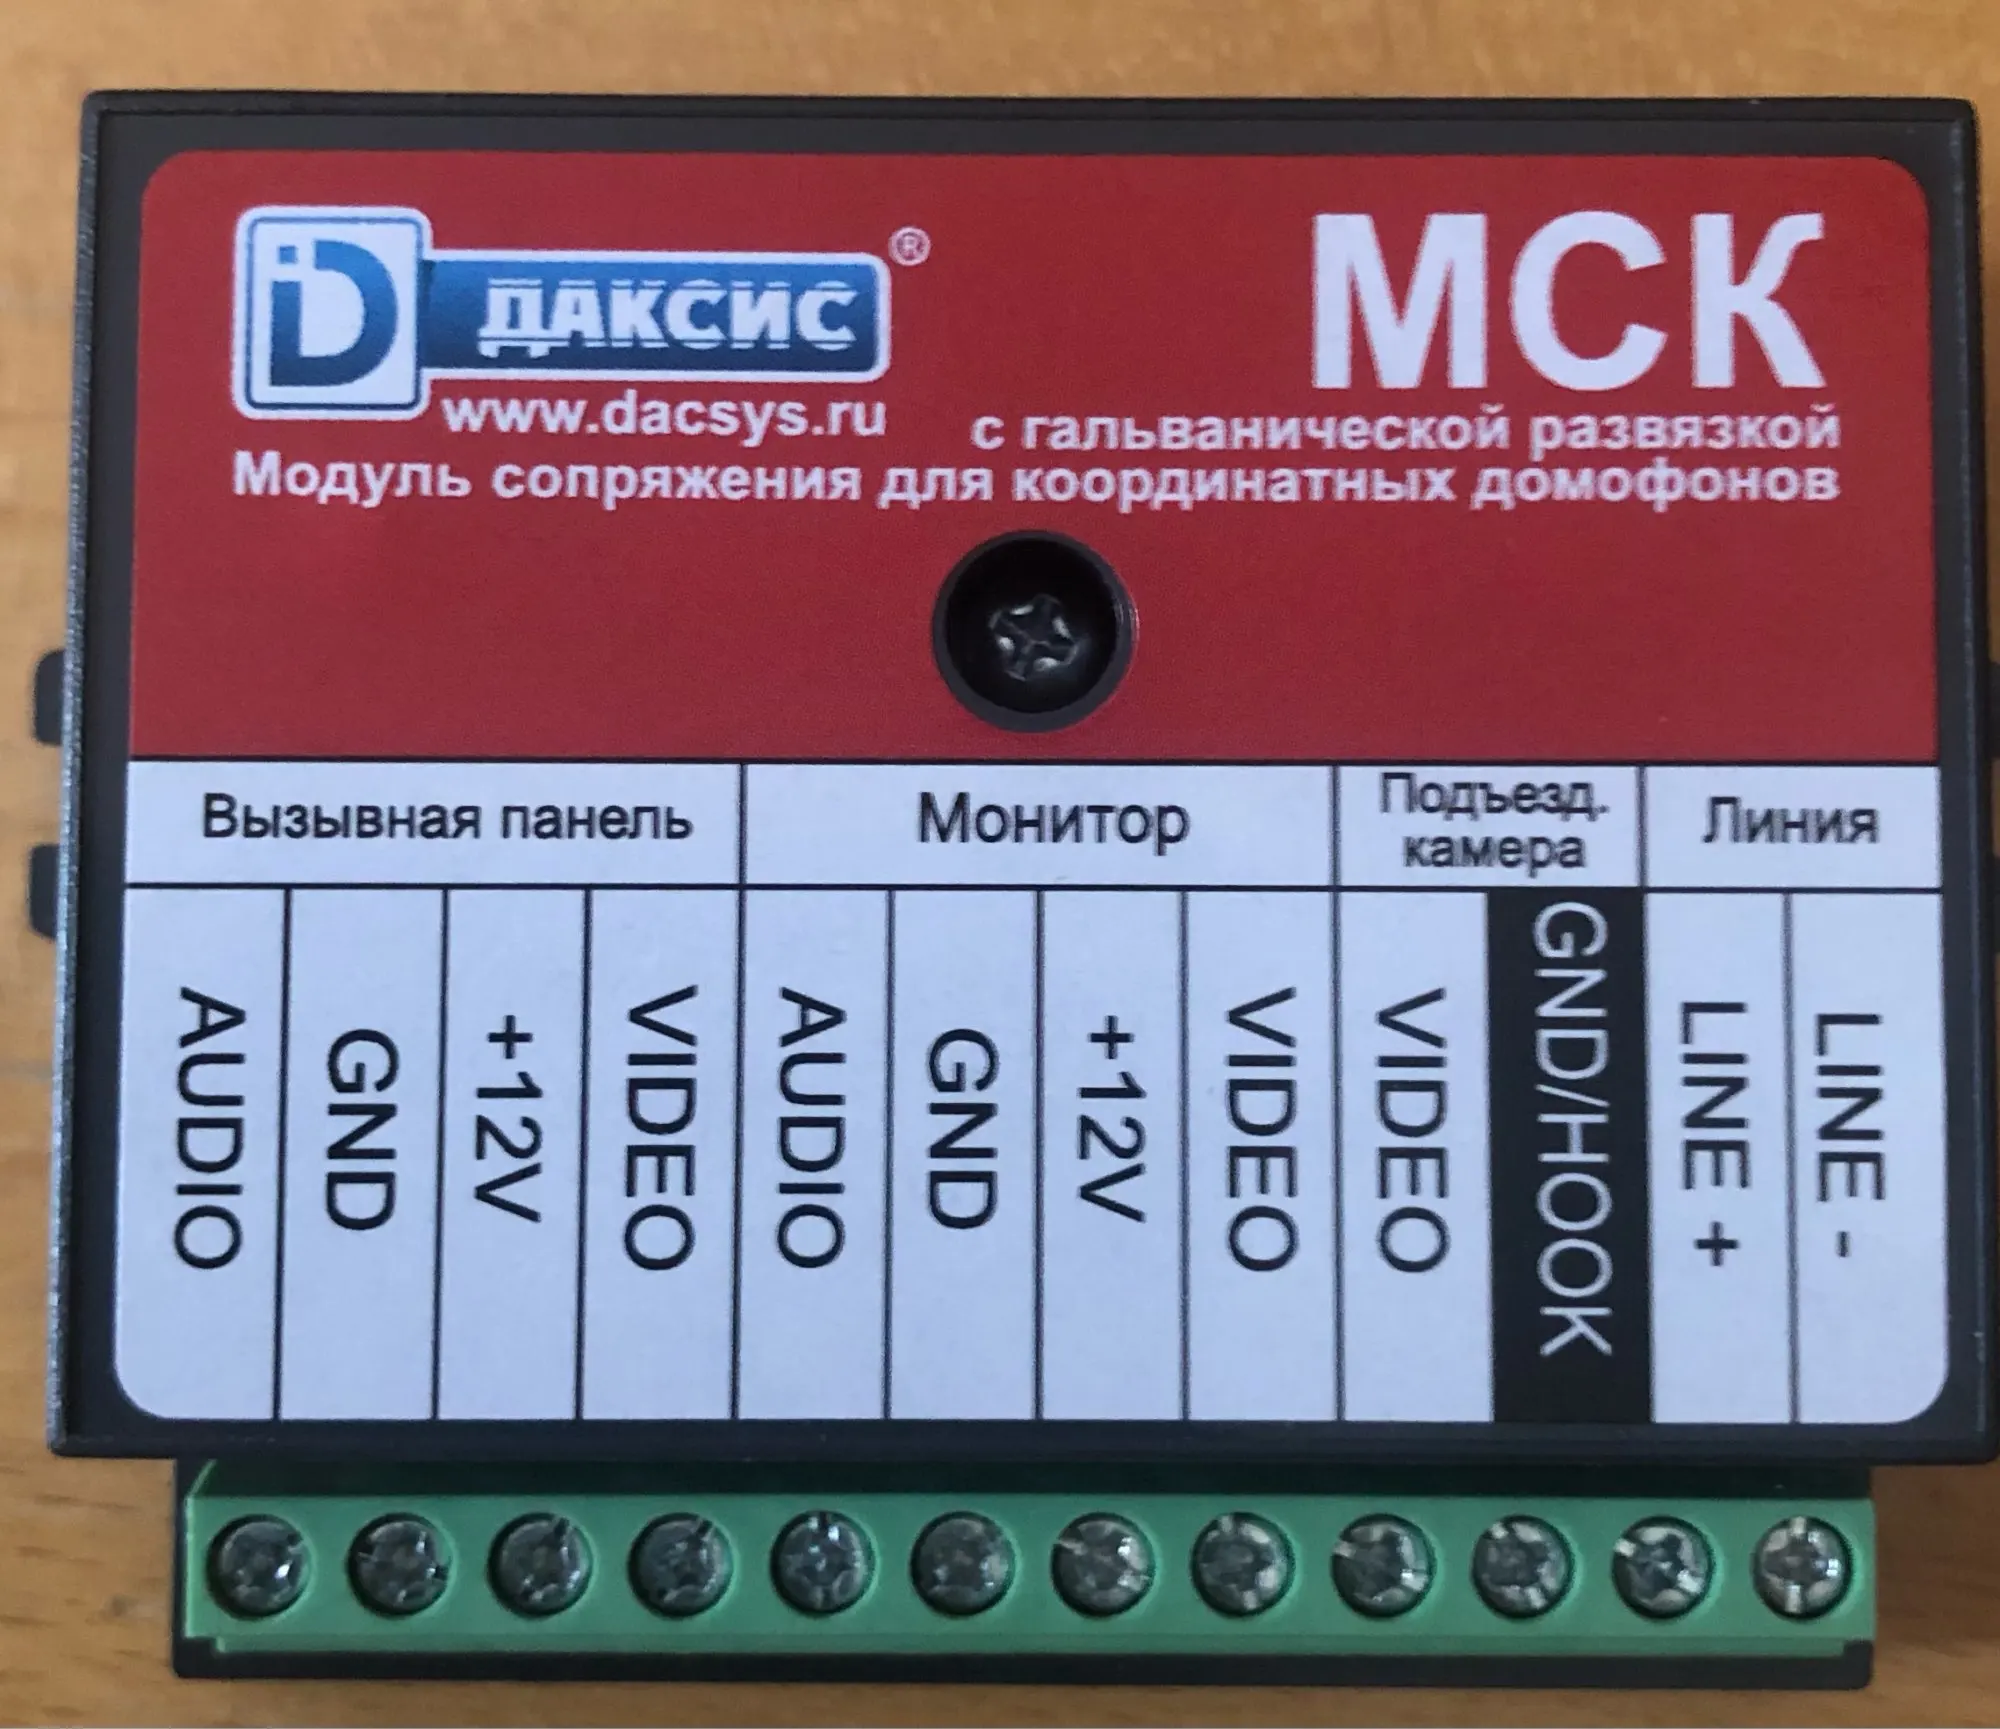 iD ДАКСИС ®
МСК
www.dacsys.ru
с гальванической развязкой
Модуль сопряжения для координатных домофонов
Вызывная панель
Монитор
Подъезд.
камера
Линия
AUDIO
GND
+12V
VIDEO
AUDIO
GND
+12V
VIDEO
VIDEO
GND/HOOK
LINE +
LINE -